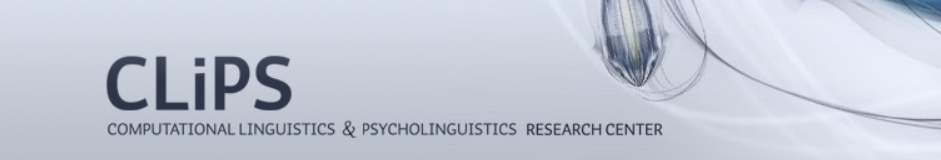 CLiPS
COMPUTATIONAL LINGUISTICS & PSYCHOLINGUISTICS RESEARCH CENTER